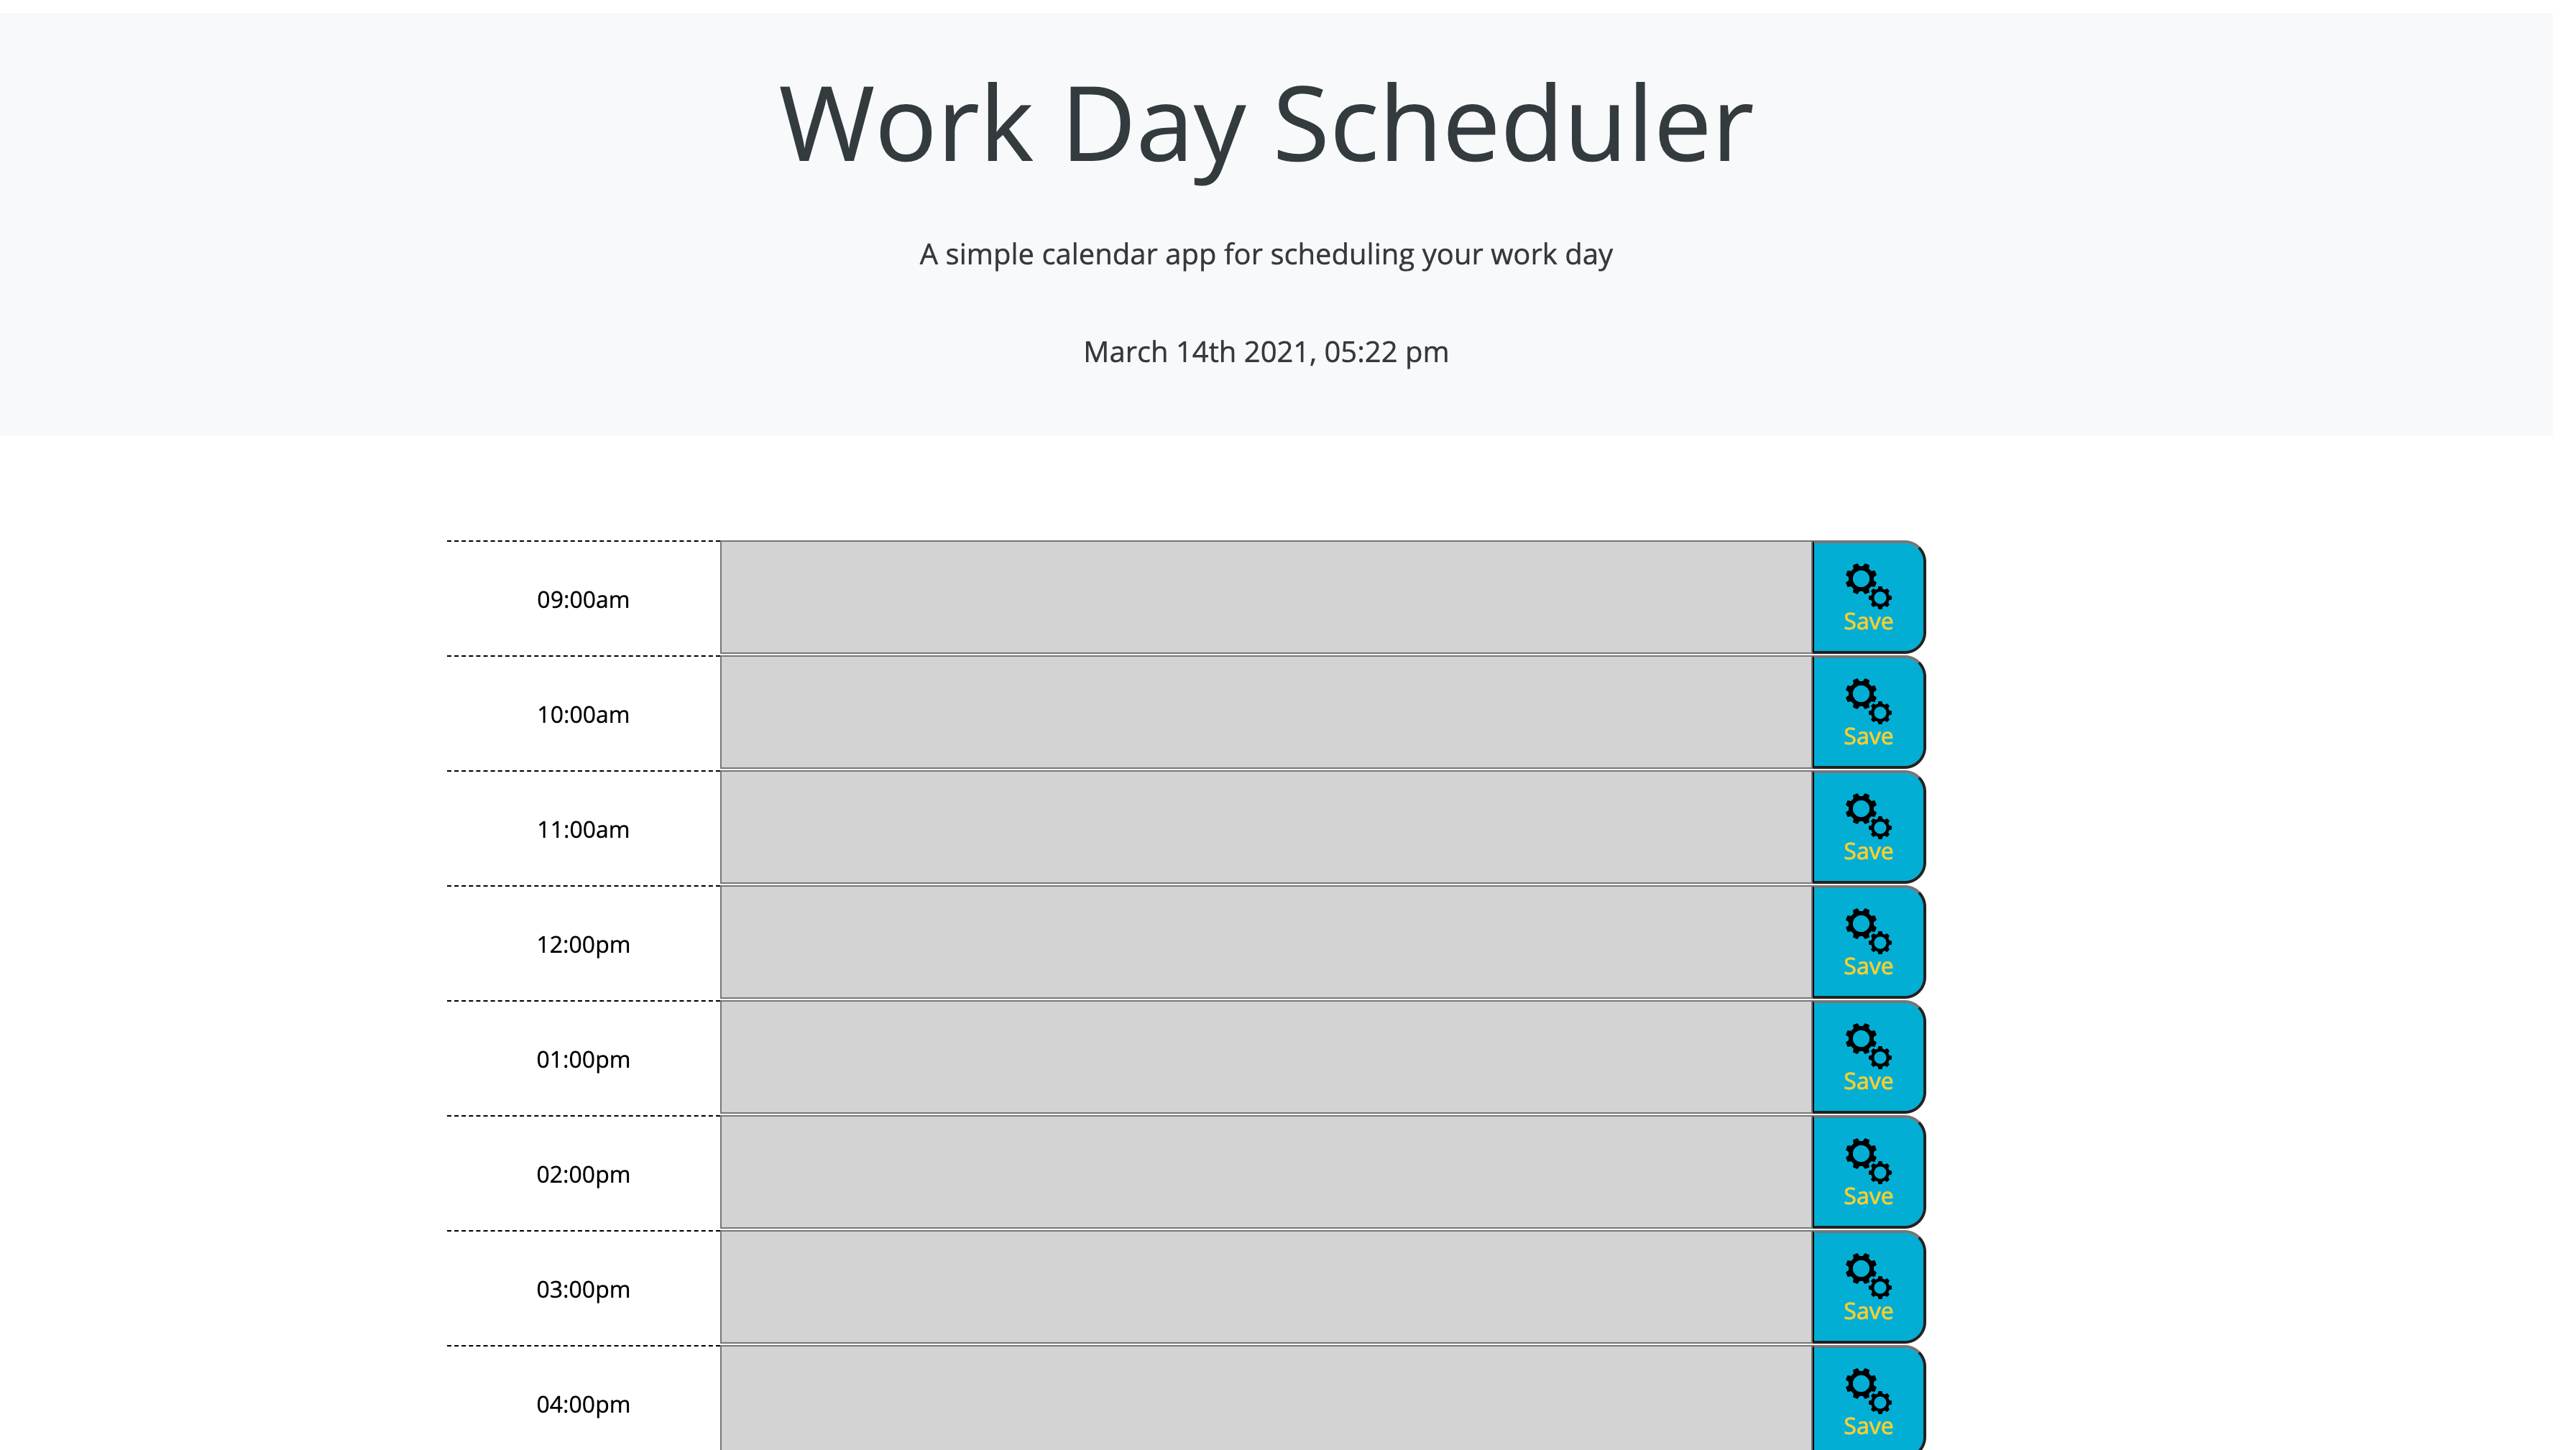 Work Day Scheduler
A simple calendar app for scheduling your work day
March 14th 2021, 05:22 pm
09:00am
Save
10:00am
Save
11:00am
Save
12:00pm
Save
01:00pm
Save
02:00pm
Save
03:00pm
Save
04:00pm
Save